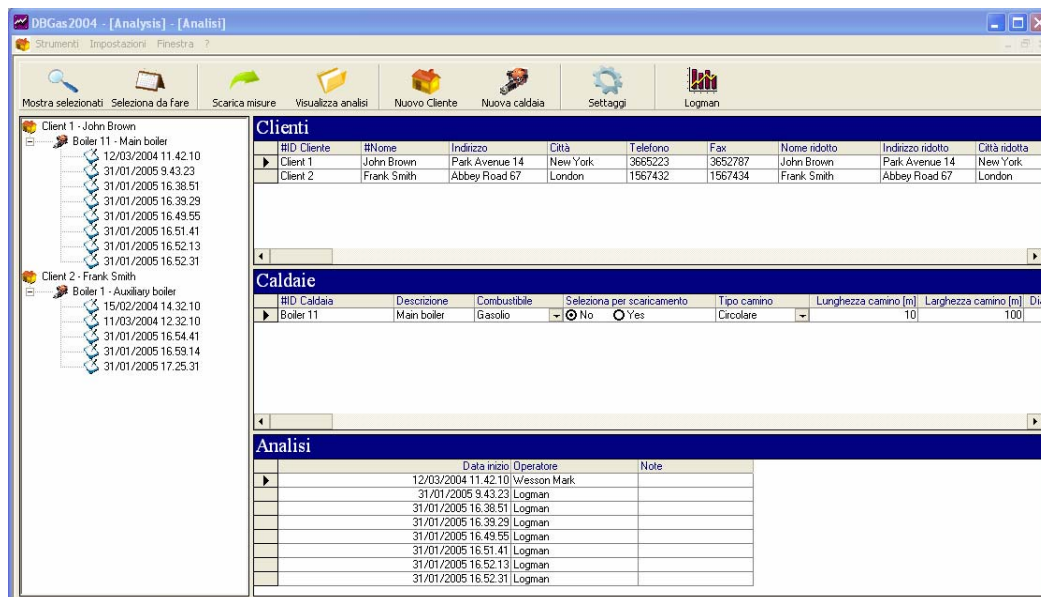 DBGas2004 - [Analysis] - [Analisi]
Strumenti Impostazioni Finestra ?
Mostra selezionati Seleziona da fare Scarica misure Visualizza analisi Nuovo Cliente Nuova caldaia Settaggi Logman
Client 1 - John Brown
Boiler 11 - Main boiler
12/03/2004 11.42.10
31/01/2005 9.43.23
31/01/2005 16.38.51
31/01/2005 16.39.29
31/01/2005 16.49.55
31/01/2005 16.51.41
31/01/2005 16.52.13
31/01/2005 16.52.31
Client 2 - Frank Smith
Boiler 1 - Auxiliary boiler
15/02/2004 14.32.10
11/03/2004 12.32.10
31/01/2005 16.54.41
31/01/2005 16.59.14
31/01/2005 17.25.31
Clienti
#ID Cliente #Nome Indirizzo Città Telefono Fax Nome ridotto Indirizzo ridotto Città ridotta
Client 1 John Brown Park Avenue 14 New York 3665223 3652787 John Brown Park Avenue 14 New York
Client 2 Frank Smith Abbey Road 67 London 1567432 1567434 Frank Smith Abbey Road 67 London
Caldaie
#ID Caldaia Descrizione Combustibile Seleziona per scaricamento Tipo camino Lunghezza camino [m] Larghezza camino [m] Di
Boiler 11 Main boiler Gasolio No Yes Circolare 10 100
Analisi
Data inizio Operatore Note
12/03/2004 11.42.10 Wesson Mark
31/01/2005 9.43.23 Logman
31/01/2005 16.38.51 Logman
31/01/2005 16.39.29 Logman
31/01/2005 16.49.55 Logman
31/01/2005 16.51.41 Logman
31/01/2005 16.52.13 Logman
31/01/2005 16.52.31 Logman